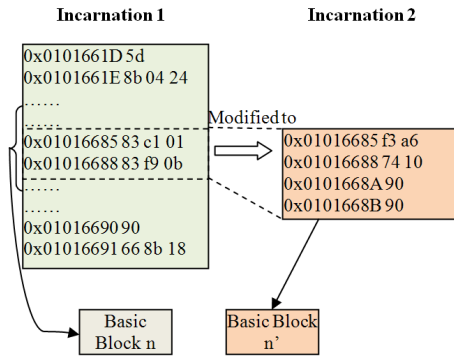 Incarnation 1
Incarnation 2
0x0101661D 5d
0x0101661E 8b 04 24
......
......
0x01016685 83 c1 01
0x01016688 83 f9 0b
......
......
0x01016690 90
0x01016691 66 8b 18
Modified to
0x01016685 f3 a6
0x01016688 74 10
0x0101668A 90
0x0101668B 90
Basic
Block n
Basic Block
n’